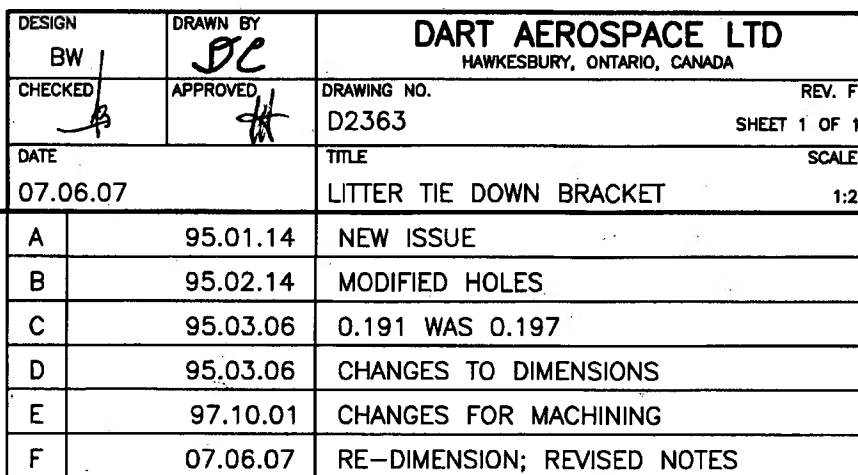 DESIGN
BW
DRAWN BY
DART AEROSPACE LTD
HAWKESBURY, ONTARIO, CANADA
CHECKED
APPROVED
DRAWING NO.
REV. F
D2363
SHEET 1 OF 1
DATE
TITLE
SCALE
07.06.07
LITTER TIE DOWN BRACKET
1:2
A 95.01.14 NEW ISSUE
B 95.02.14 MODIFIED HOLES
C 95.03.06 0.191 WAS 0.197
D 95.03.06 CHANGES TO DIMENSIONS
E 97.10.01 CHANGES FOR MACHINING
F 07.06.07 RE-DIMENSION; REVISED NOTES